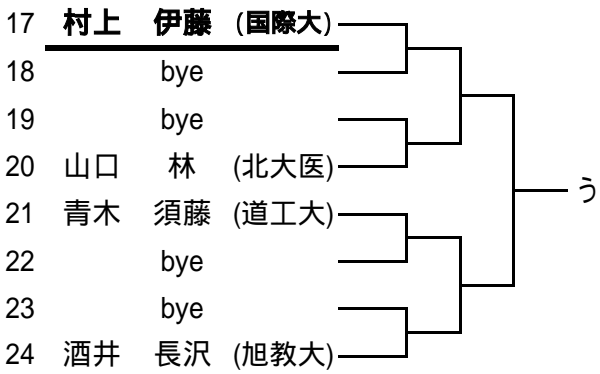 17 村上 伊藤 (国際大)
18 bye
19 bye
20 山口 林 (北大医)
21 青木 須藤 (道工大)
22 bye
23 bye
24 酒井 長沢 (旭教大)
う